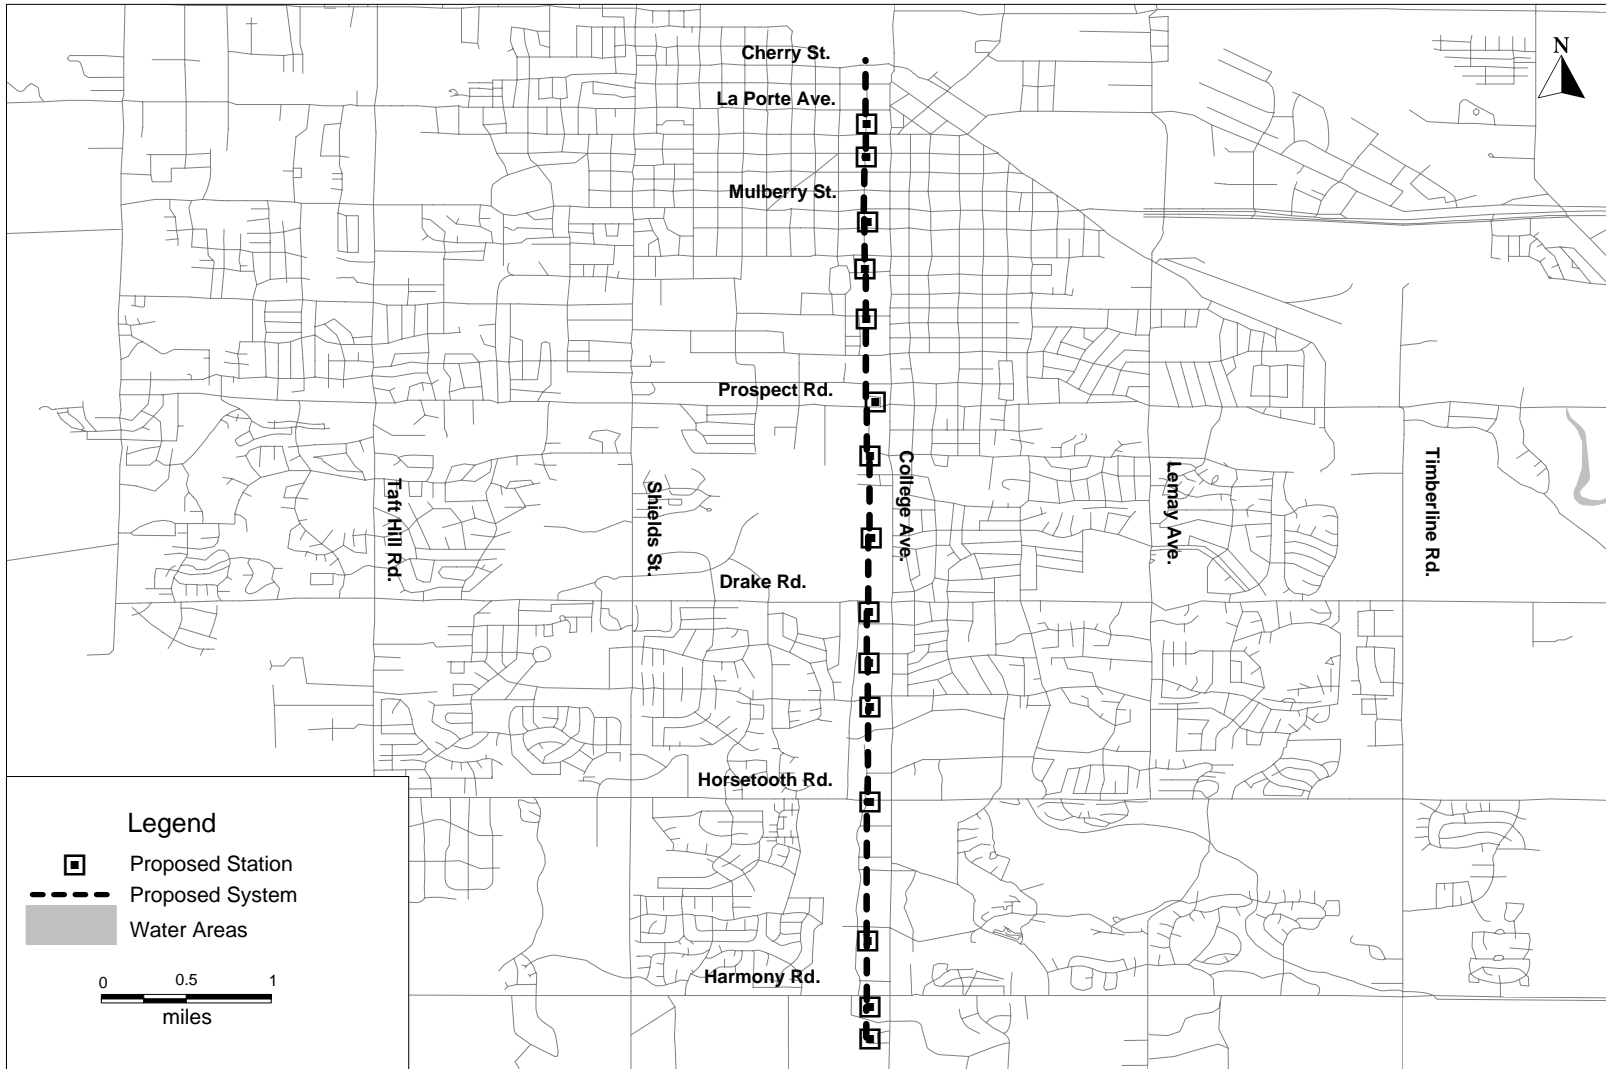 Cherry St.
N
La Porte Ave.
Mulberry St.
Prospect Rd.
Taft Hill Rd.
Shields St.
College Ave.
Lemay Ave.
Timberline Rd.
Drake Rd.
Horsetooth Rd.
Harmony Rd.
Legend
Proposed Station
Proposed System
Water Areas
0 0.5 1
miles